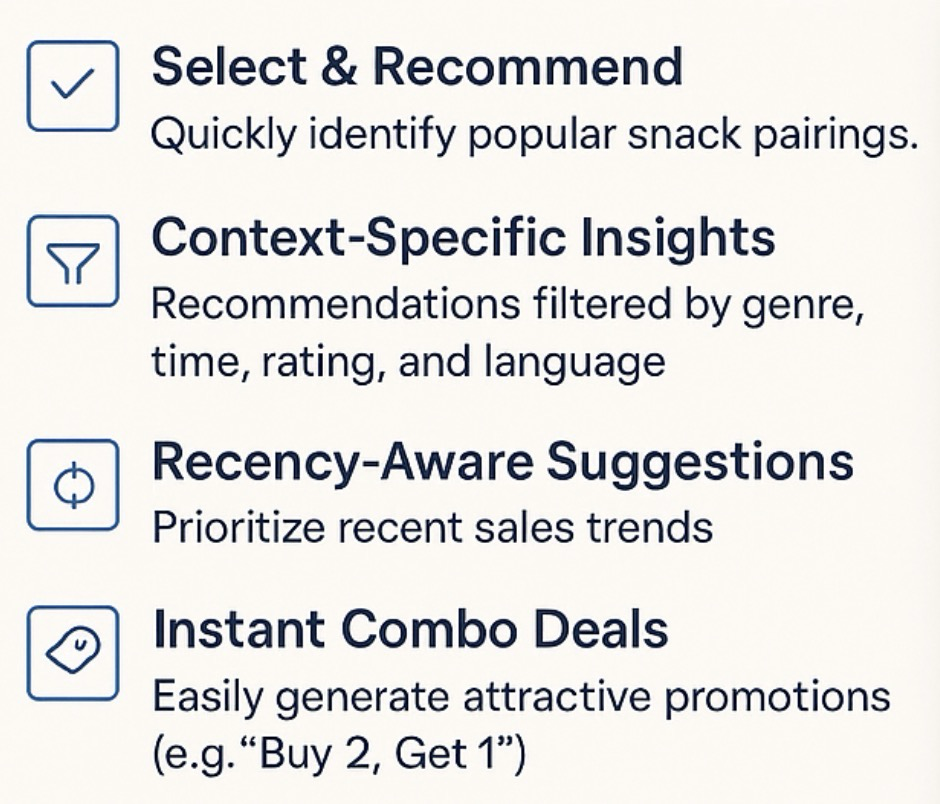 Select & Recommend
Quickly identify popular snack pairings.
Context-Specific Insights
Recommendations filtered by genre,
time, rating, and language
Recency-Aware Suggestions
Prioritize recent sales trends
Instant Combo Deals
Easily generate attractive promotions
(e.g.“Buy 2, Get 1”)